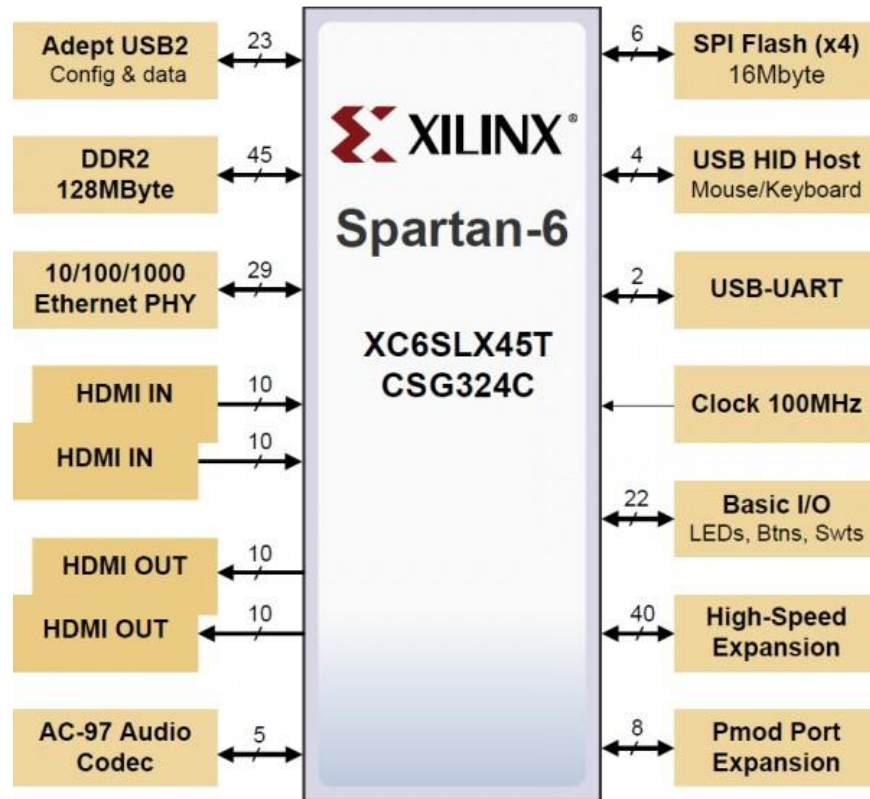 Adept USB2
Config & data
23
DDR2
128MByte
45
10/100/1000
Ethernet PHY
29
HDMI IN
10
HDMI IN
10
HDMI OUT
10
HDMI OUT
10
AC-97 Audio
Codec
5
XILINX®
Spartan-6
XC6SLX45T
CSG324C
6
SPI Flash (x4)
16Mbyte
4
USB HID Host
Mouse/Keyboard
2
USB-UART
Clock 100MHz
22
Basic I/O
LEDs, Btns, Swts
40
High-Speed
Expansion
8
Pmod Port
Expansion